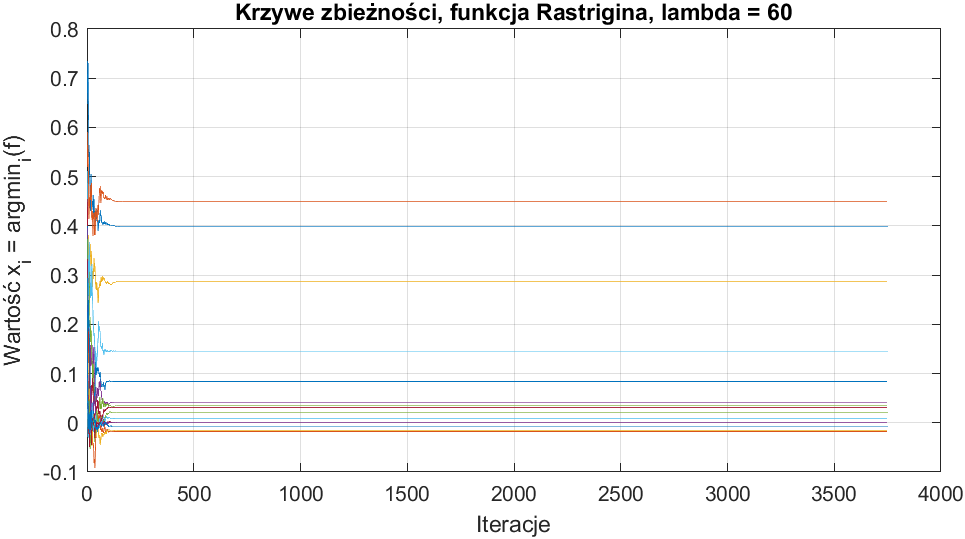 Krzywe zbieżności, funkcja Rastrigina, lambda = 60
Wartość x_i = argmin_i(f)
0.8
0.7
0.6
0.5
0.4
0.3
0.2
0.1
0
-0.1
0 500 1000 1500 2000 2500 3000 3500 4000
Iteracje